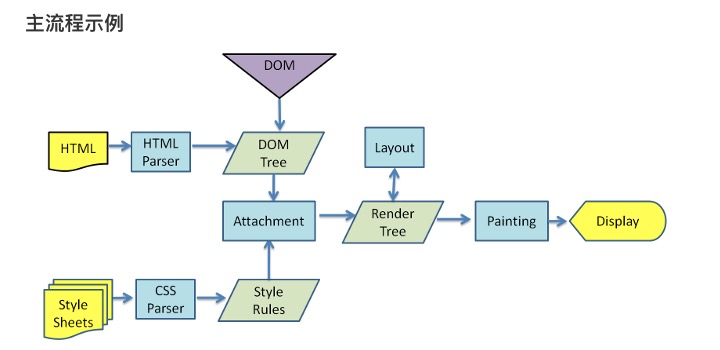 主流程示例
DOM
HTML
HTML
Parser
DOM
Tree
Layout
Attachment
Render
Tree
Painting
Display
Style
Sheets
CSS
Parser
Style
Rules